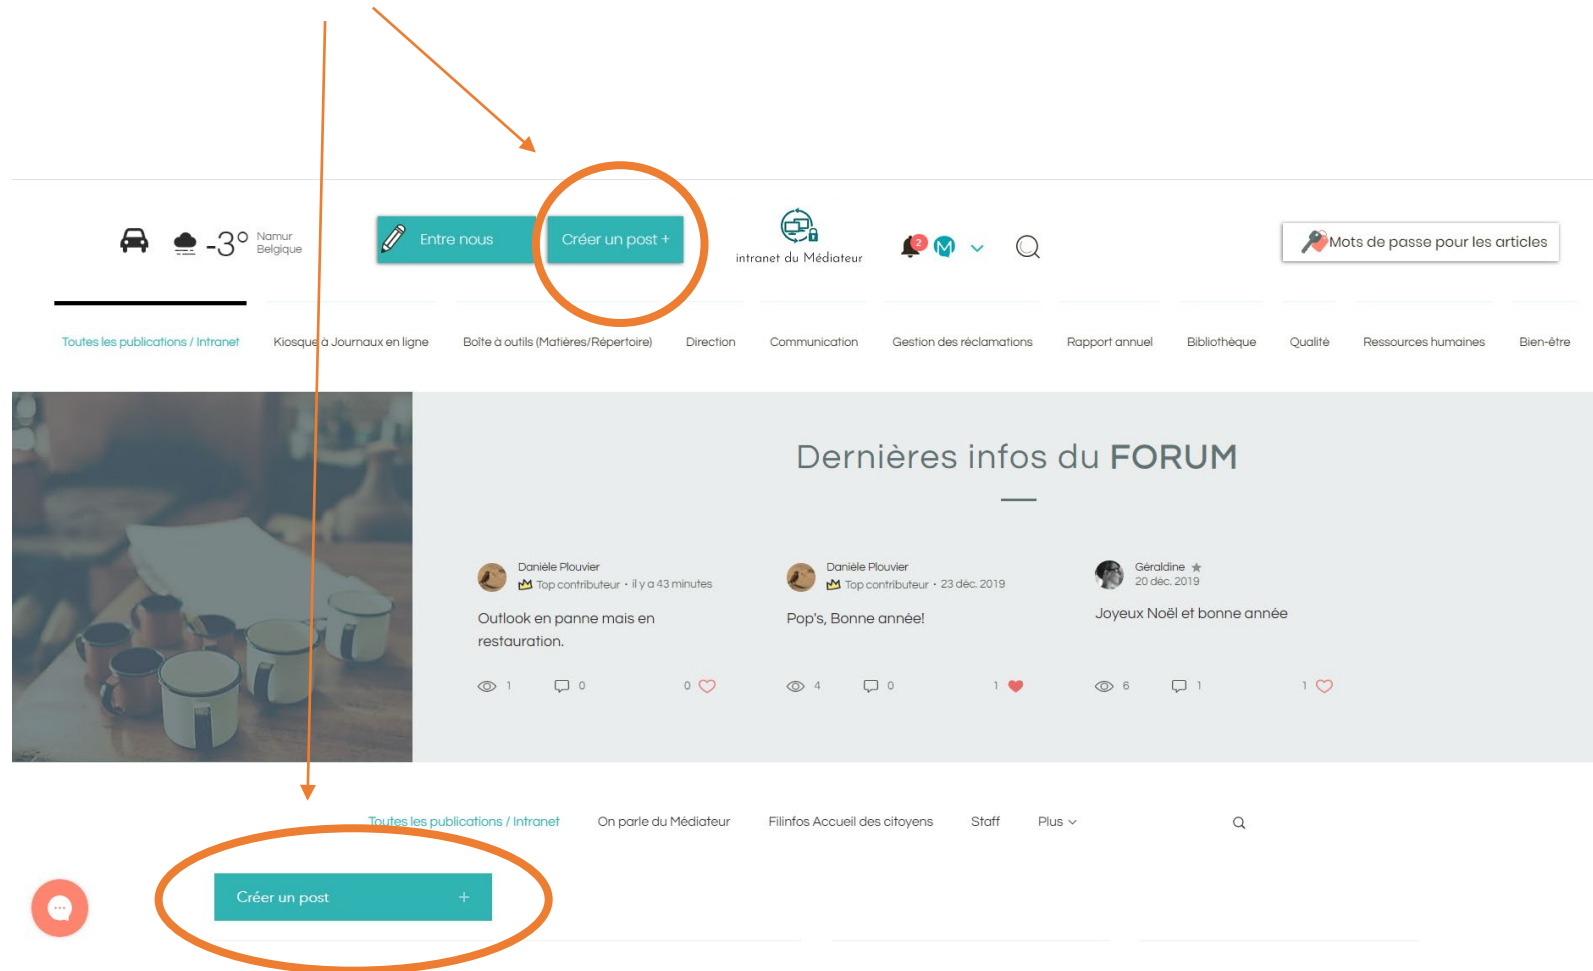 -3° Namur
Belgique
Entre nous
Créer un post +
intranet du Médiateur
2
M
Mots de passe pour les articles
Toutes les publications / Intranet Kiosque à Journaux en ligne Boîte à outils (Matières/Répertoire) Direction Communication Gestion des réclamations Rapport annuel Bibliothèque Qualité Ressources humaines Bien-être
Dernières infos du FORUM
Danièle Plouvier
Top contributeur · il y a 43 minutes
Outlook en panne mais en
restauration.
1 0 0
Danièle Plouvier
Top contributeur · 23 déc. 2019
Pop's, Bonne année!
4 0 1
Géraldine
20 déc. 2019
Joyeux Noël et bonne année
6 1 1
Toutes les publications / Intranet On parle du Médiateur Filinfos Accueil des citoyens Staff Plus
Créer un post +